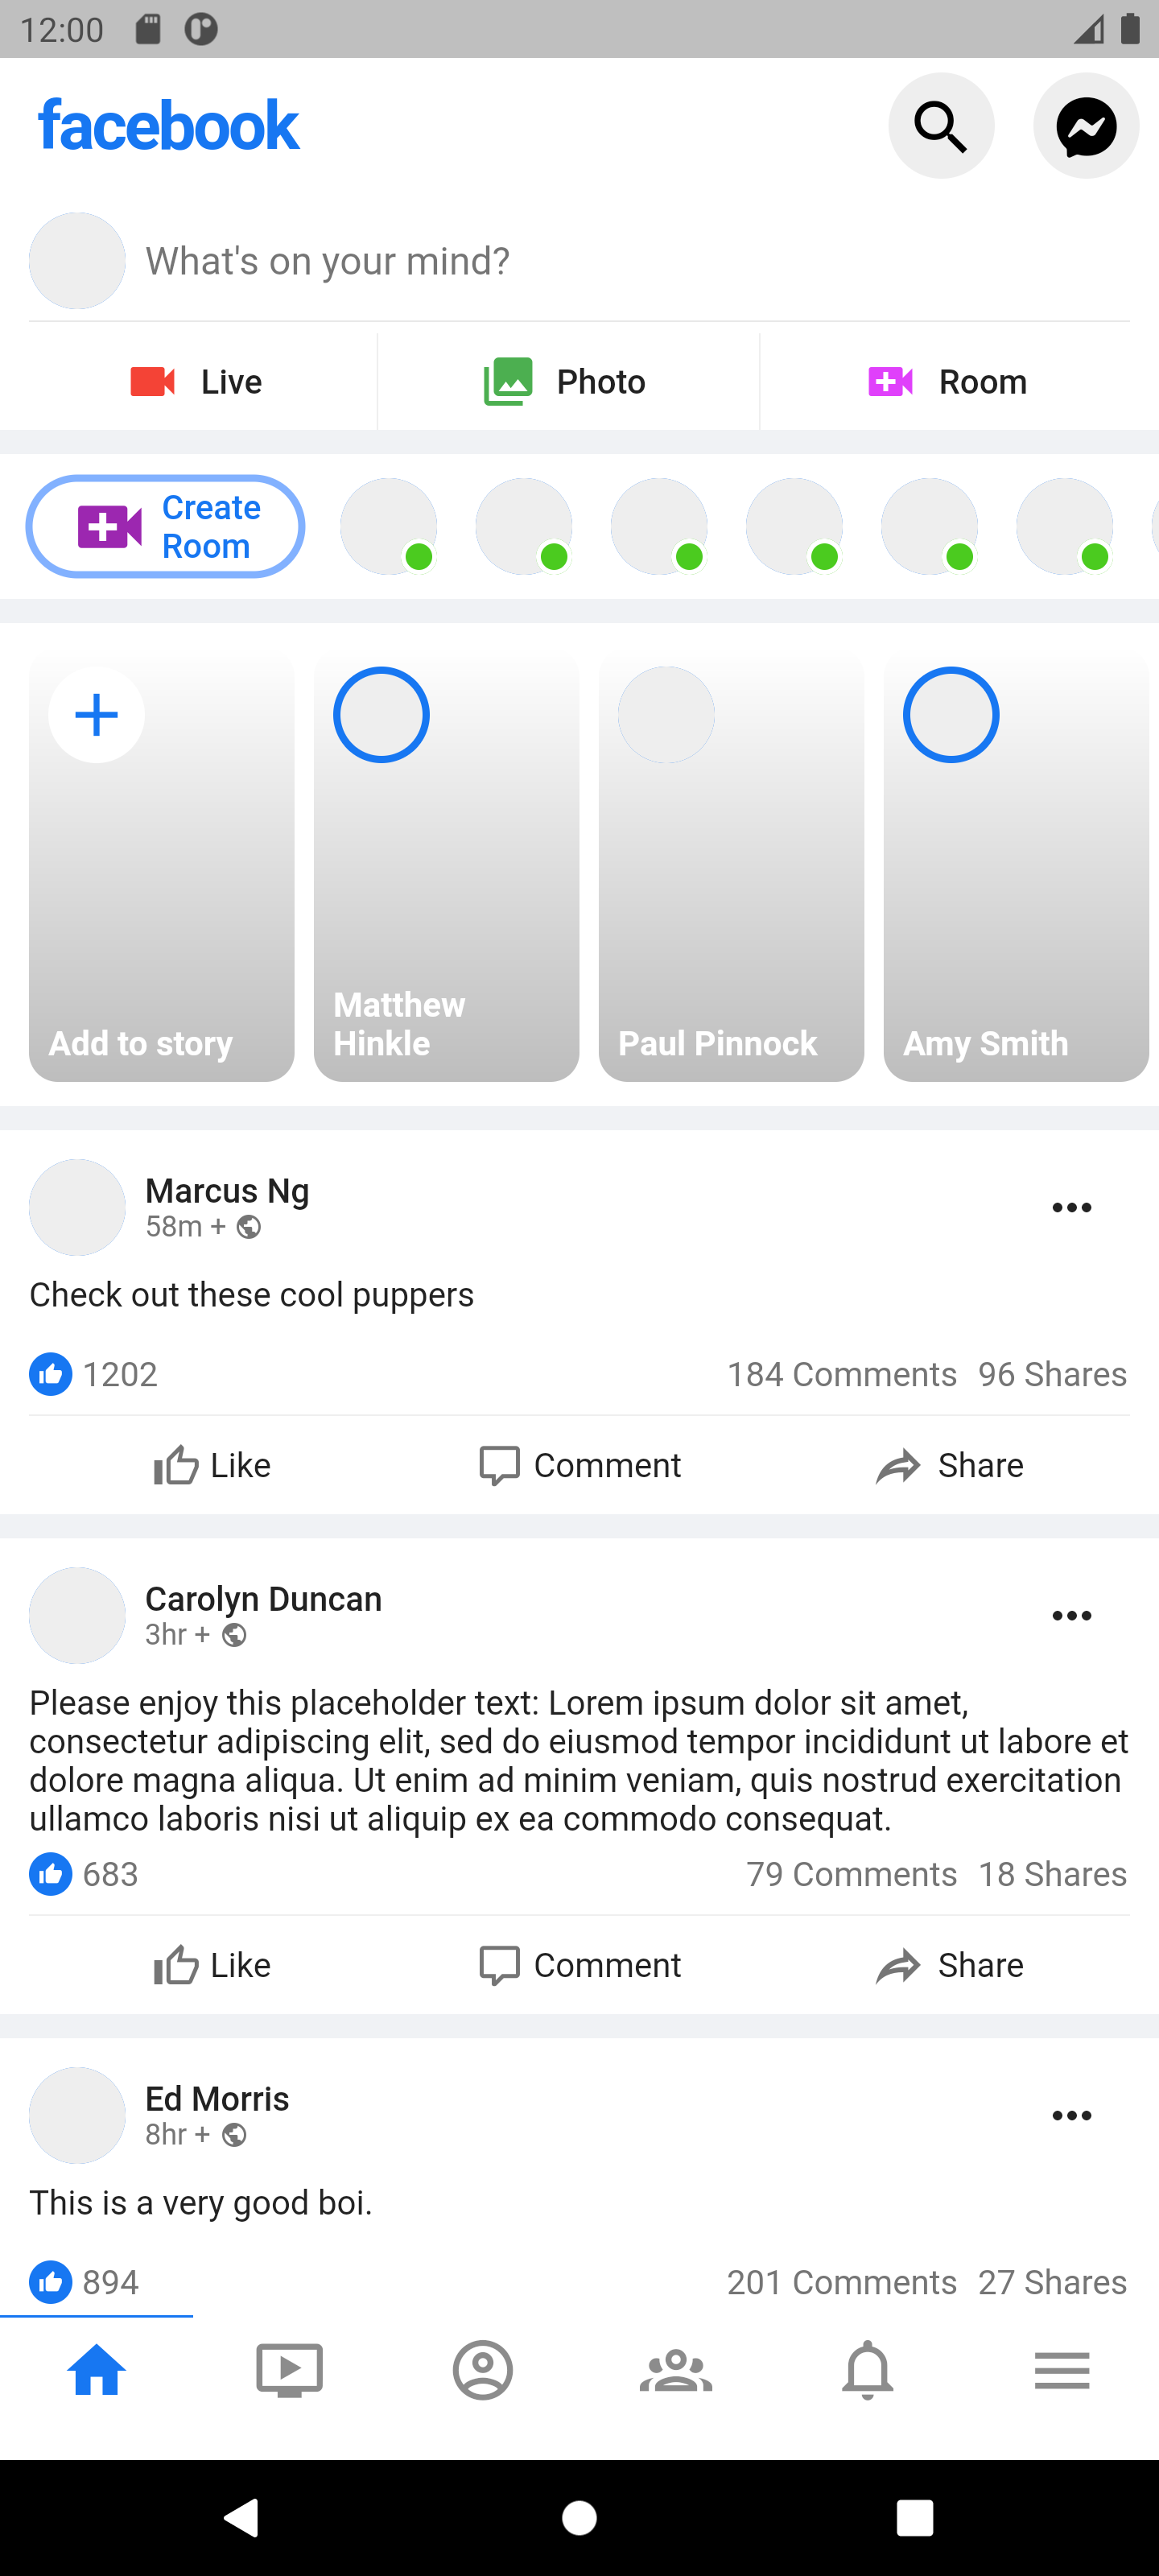 12:00
facebook
What's on your mind?
Live
Photo
Room
Create
Room
Add to story
Matthew
Hinkle
Paul Pinnock
Amy Smith
Marcus Ng
58m +
Check out these cool puppers
1202
184 Comments 96 Shares
Like
Comment
Share
Carolyn Duncan
3hr +
Please enjoy this placeholder text: Lorem ipsum dolor sit amet,
consectetur adipiscing elit, sed do eiusmod tempor incididunt ut labore et
dolore magna aliqua. Ut enim ad minim veniam, quis nostrud exercitation
ullamco laboris nisi ut aliquip ex ea commodo consequat.
683
79 Comments 18 Shares
Like
Comment
Share
Ed Morris
8hr +
This is a very good boi.
894
201 Comments 27 Shares